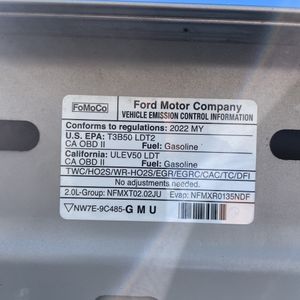 FoMoCo
Ford Motor Company
VEHICLE EMISSION CONTROL INFORMATION
Conforms to regulations: 2022 MY
U.S. EPA: T3B50 LDT2
CA OBD II Fuel: Gasoline
California: ULEV50 LDT
CA OBD II Fuel: Gasoline
TWC/HO2S/WR-HO2S/EGR/EGRC/CAC/TC/DFI
No adjustments needed.
2.0L-Group: NFMXT02.02JU Evap: NFMXR0135NDF
NW7E-9C485-GMU